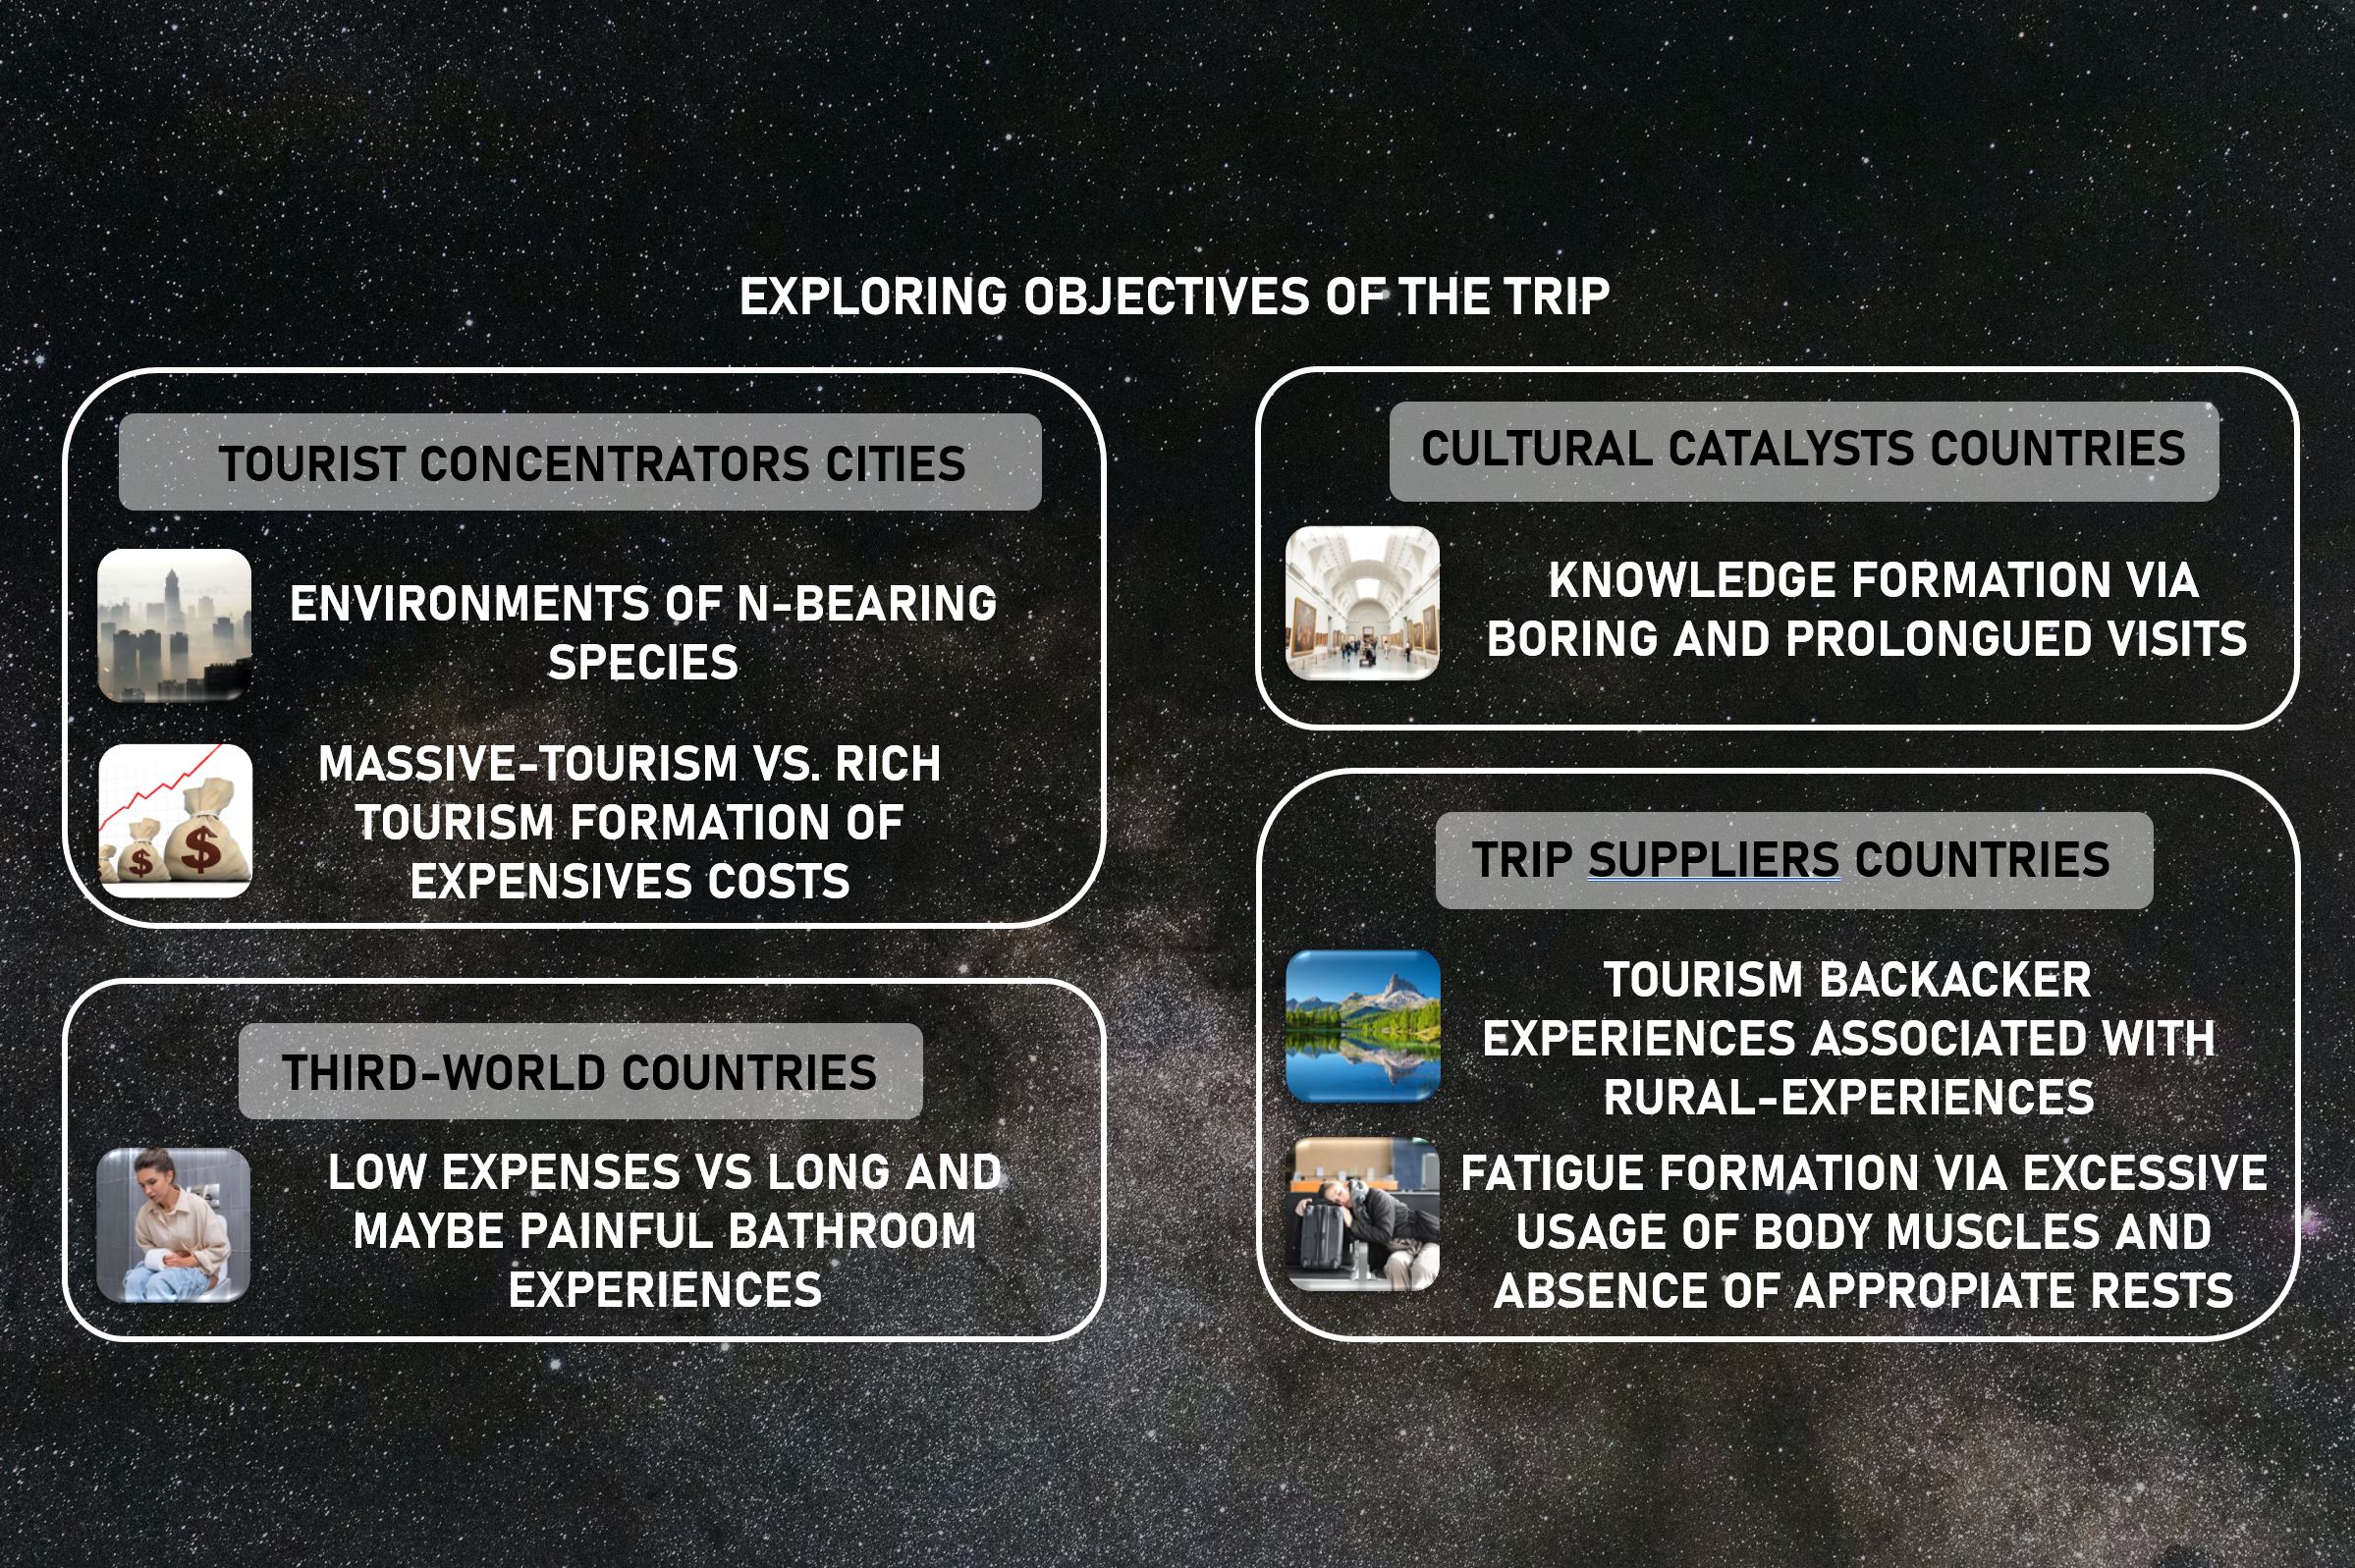 EXPLORING OBJECTIVES OF THE TRIP
TOURIST CONCENTRATORS CITIES
ENVIRONMENTS OF N-BEARING
SPECIES
MASSIVE-TOURISM VS. RICH
TOURISM FORMATION OF
EXPENSIVES COSTS
THIRD-WORLD COUNTRIES
LOW EXPENSES VS LONG AND
MAYBE PAINFUL BATHROOM
EXPERIENCES
CULTURAL CATALYSTS COUNTRIES
KNOWLEDGE FORMATION VIA
BORING AND PROLONGUED VISITS
TRIP SUPPLIERS COUNTRIES
TOURISM BACKACKER
EXPERIENCES ASSOCIATED WITH
RURAL-EXPERIENCES
FATIGUE FORMATION VIA EXCESSIVE
USAGE OF BODY MUSCLES AND
ABSENCE OF APPROPIATE RESTS